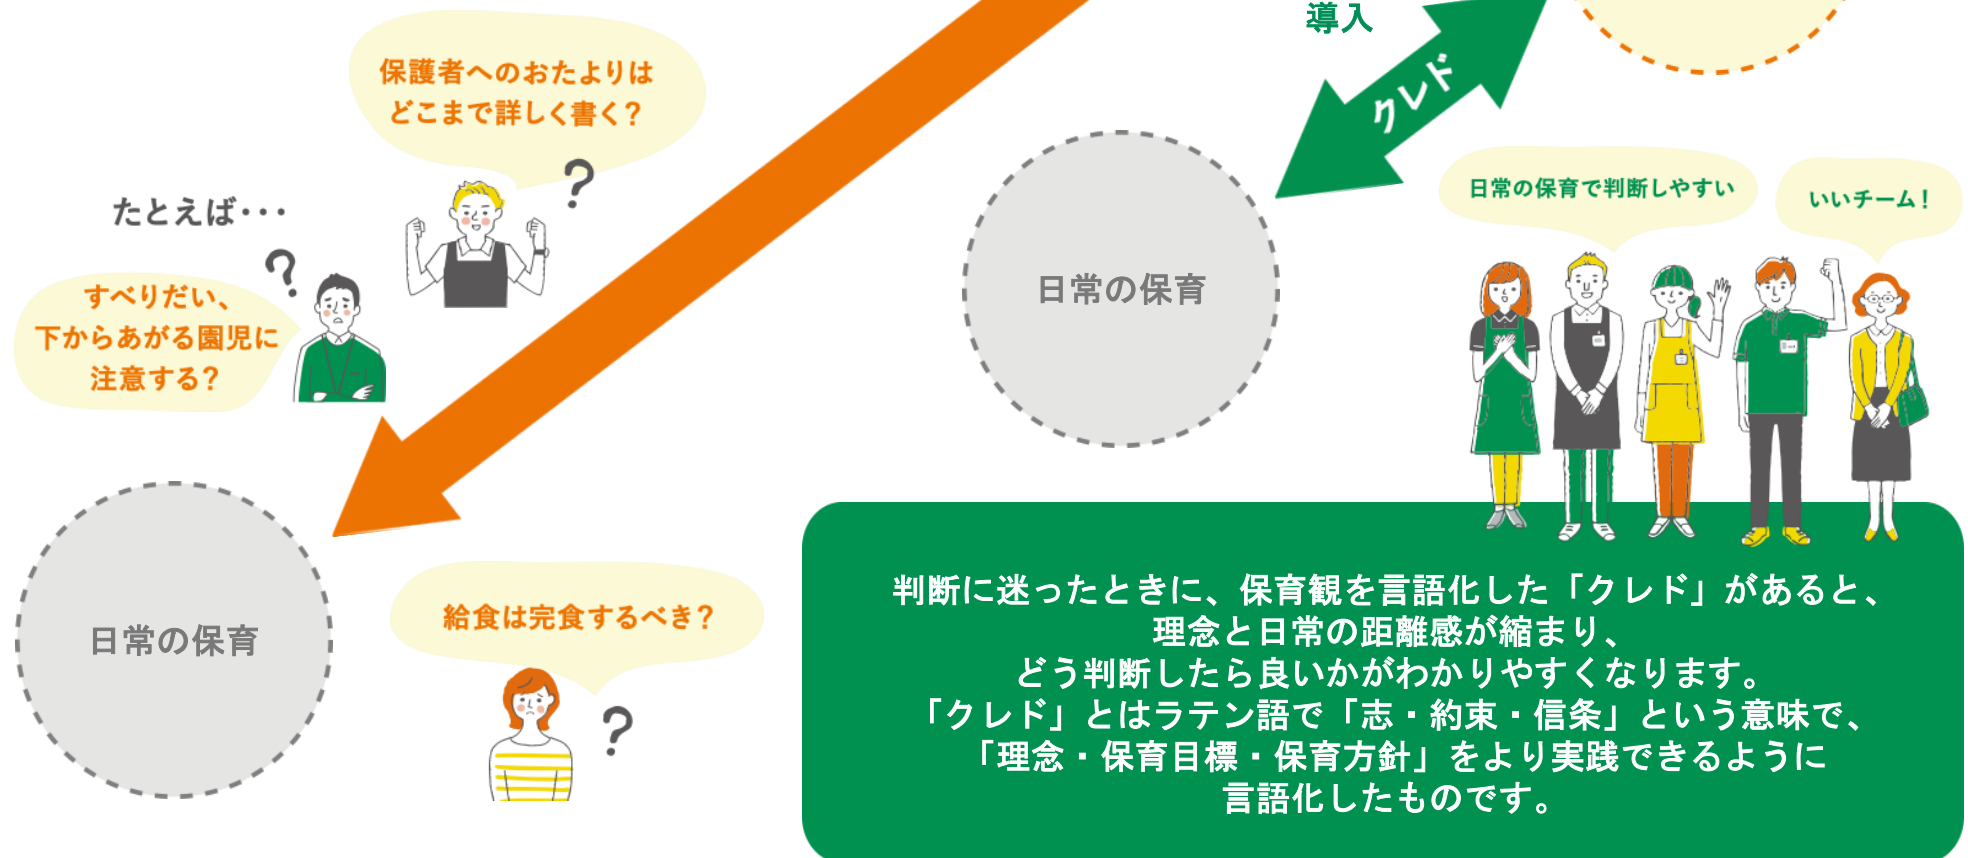 保護者へのおたよりは
どこまで詳しく書く?
?
たとえば・・・
?
すべりだい、
下からあがる園児に
注意する?
日常の保育
給食は完食するべき?
?
導入
クレド
日常の保育
日常の保育で判断しやすい
いいチーム!
判断に迷ったときに、保育観を言語化した「クレド」があると、
理念と日常の距離感が縮まり、
どう判断したら良いかがわかりやすくなります。
「クレド」とはラテン語で「志・約束・信条」という意味で、
「理念・保育目標・保育方針」をより実践できるように
言語化したものです。